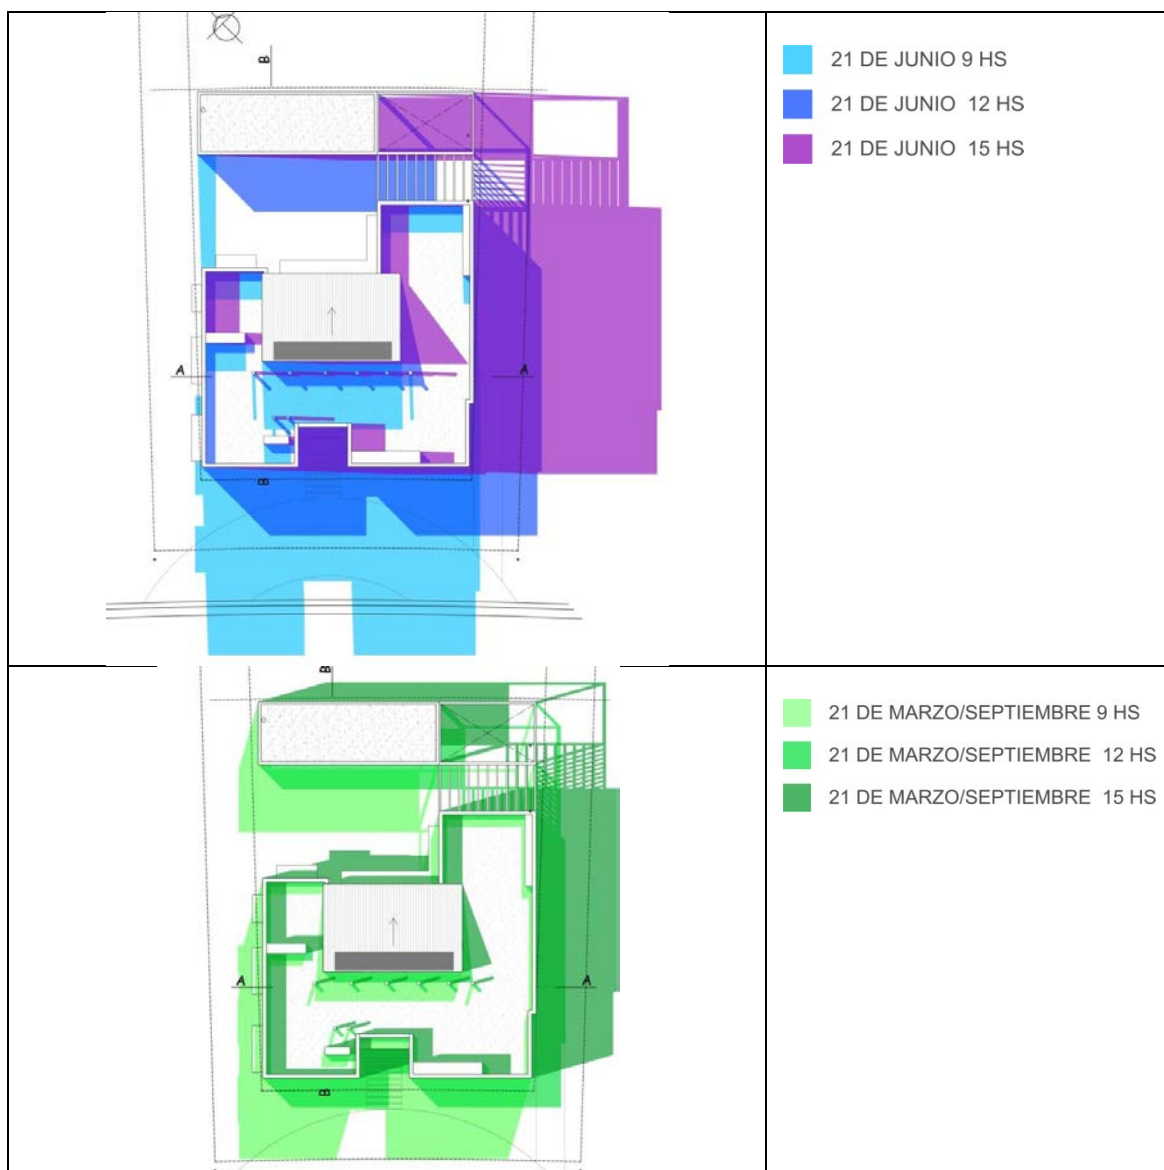 B
21 DE JUNIO 9 HS
21 DE JUNIO 12 HS
21 DE JUNIO 15 HS
A
A
B
B
21 DE MARZO/SEPTIEMBRE 9 HS
21 DE MARZO/SEPTIEMBRE 12 HS
21 DE MARZO/SEPTIEMBRE 15 HS
A
A
B